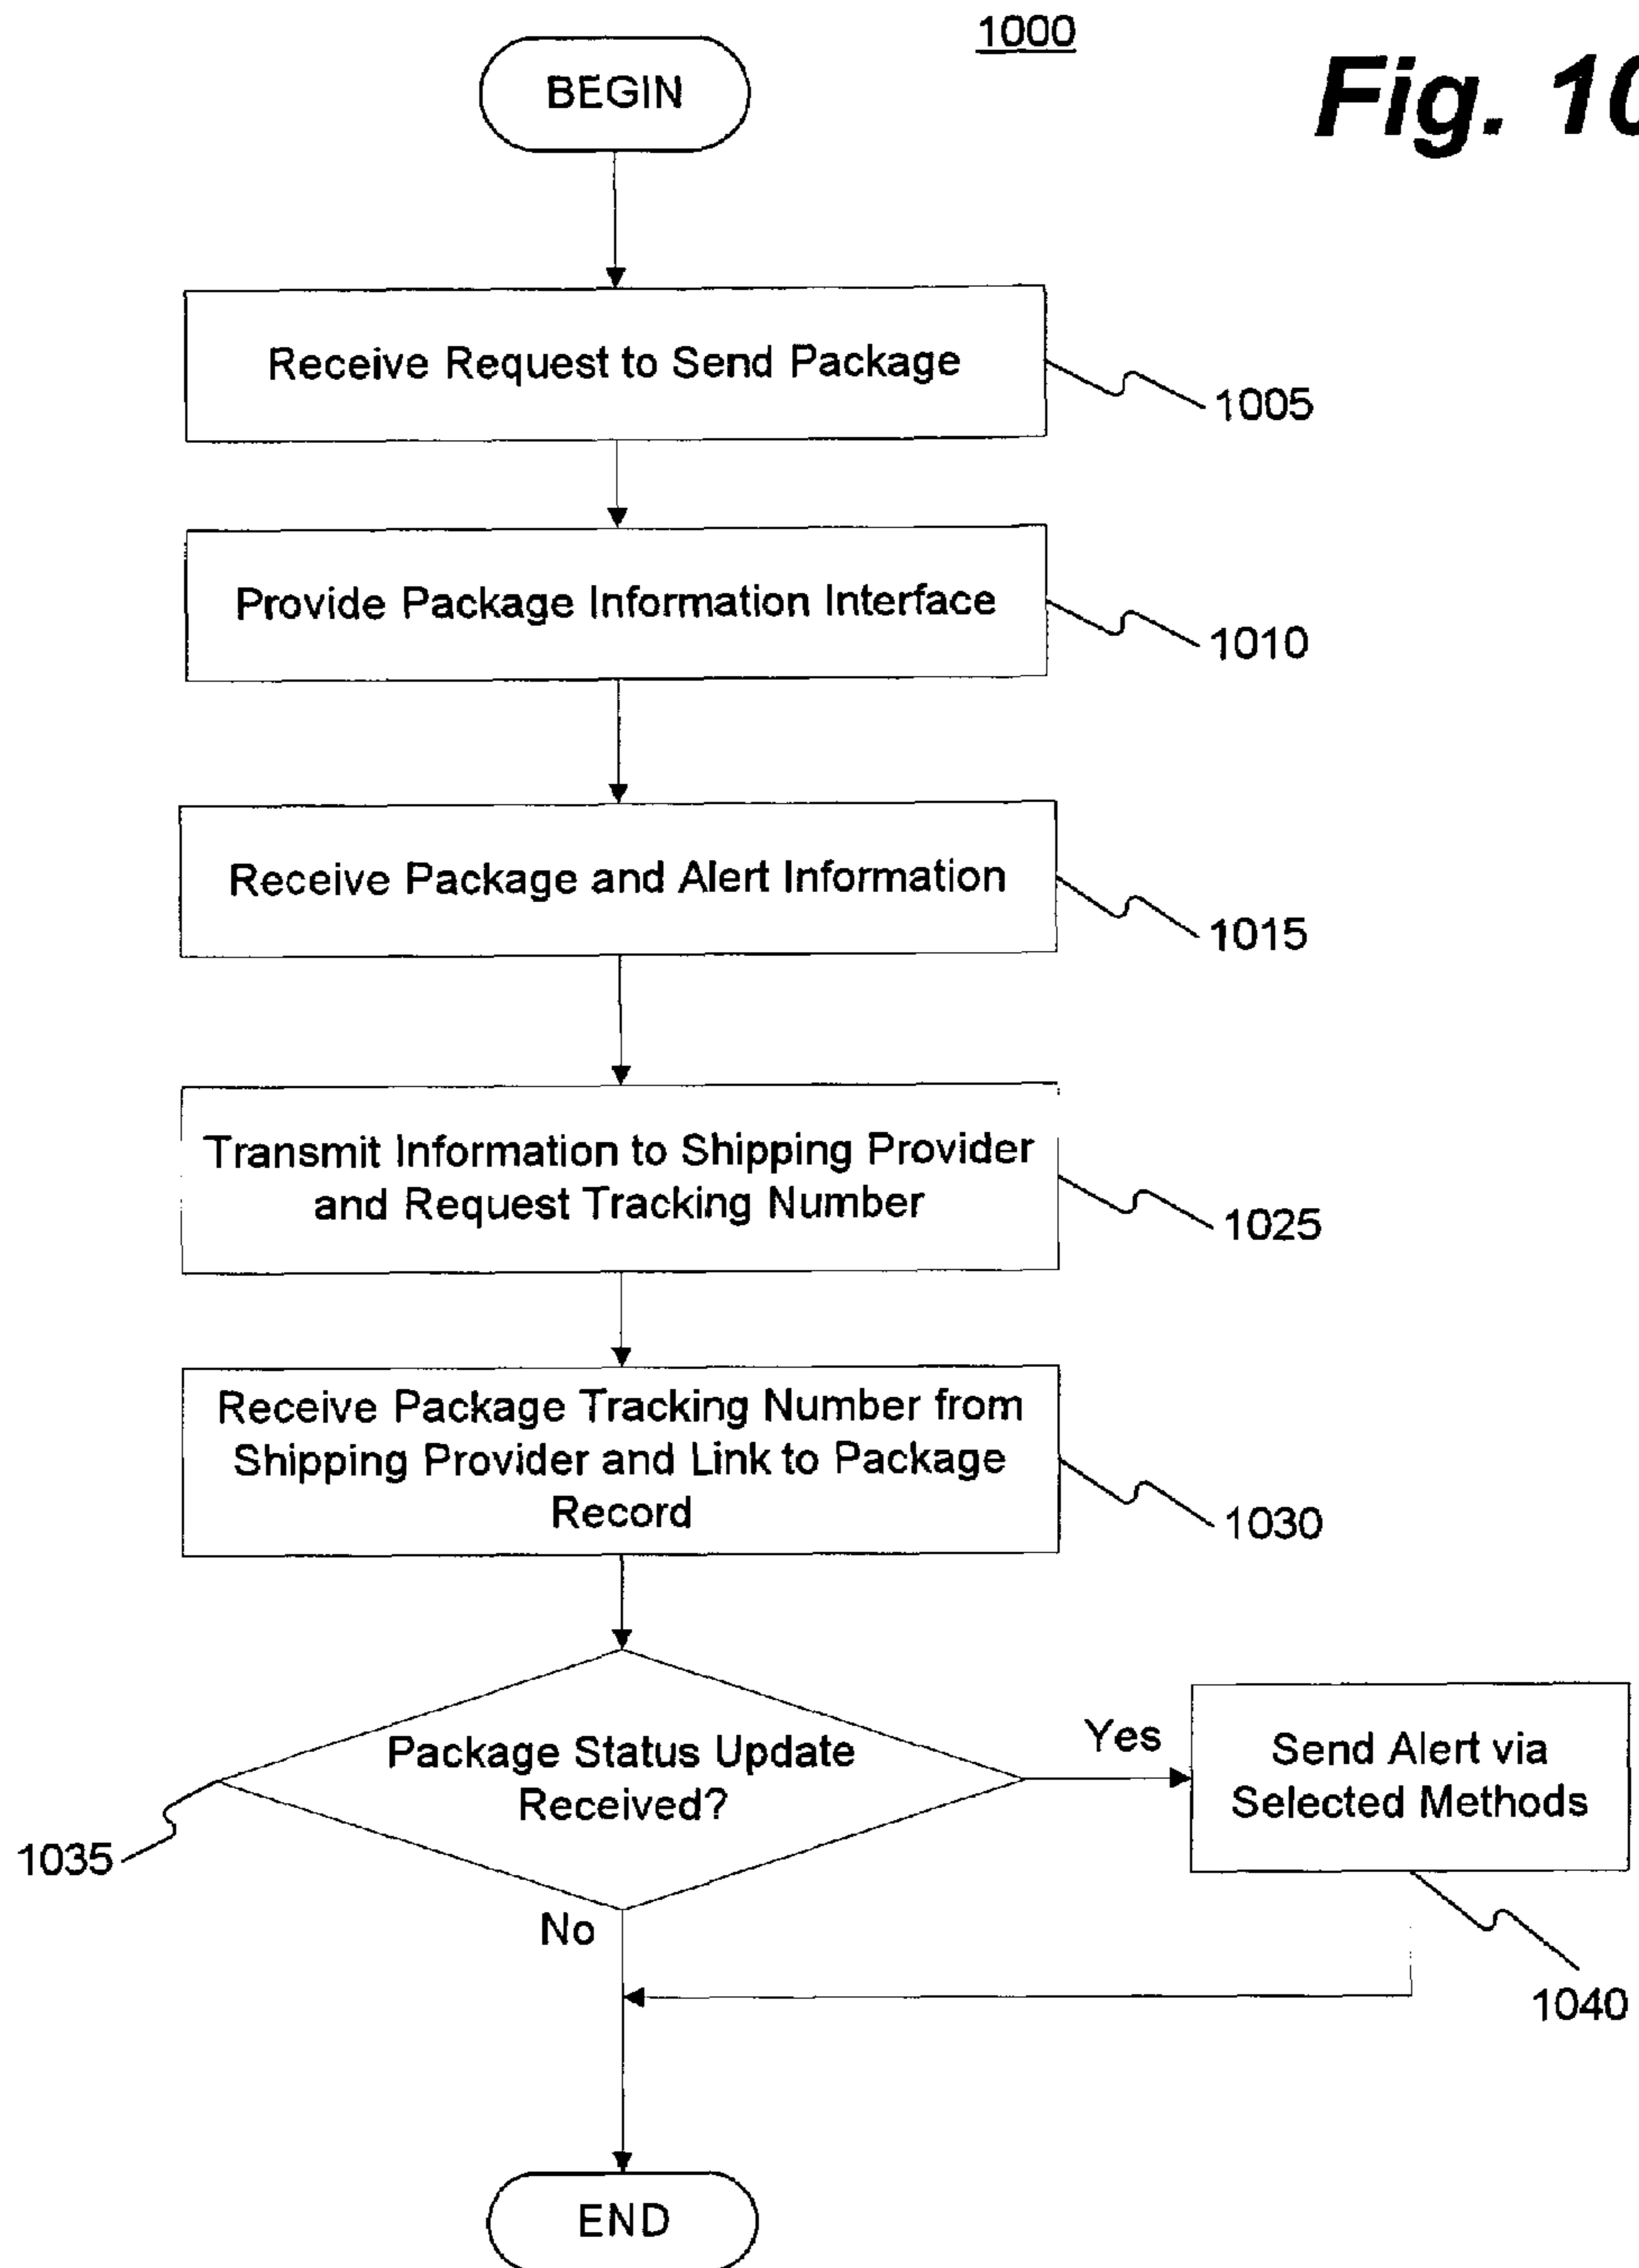 1000
Fig. 10
BEGIN
Receive Request to Send Package
1005
Provide Package Information Interface
1010
Receive Package and Alert Information
1015
Transmit Information to Shipping Provider
and Request Tracking Number
1025
Receive Package Tracking Number from
Shipping Provider and Link to Package
Record
1030
Package Status Update
Received?
1035
Yes
Send Alert via
Selected Methods
1040
No
END